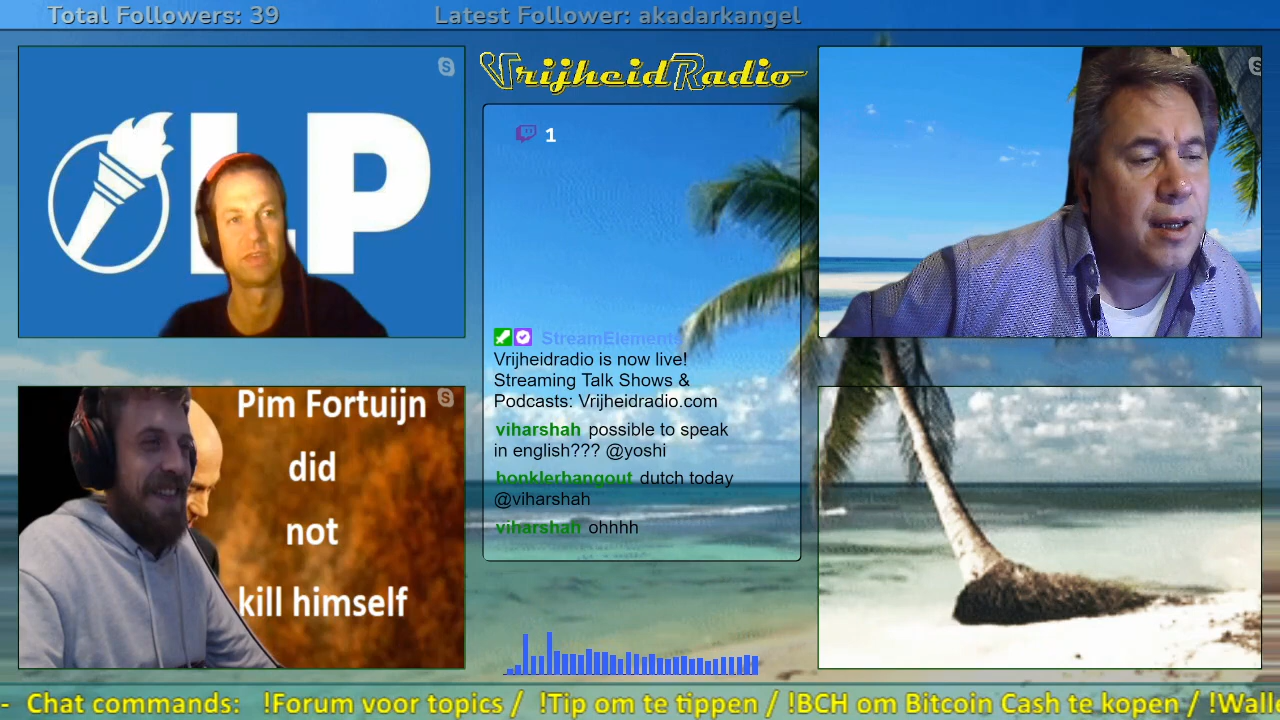 Total Followers: 39
Latest Follower: akadarkangel
VrijheidRadio
LP
1
StreamElements
Vrijheidradio is now live!
Streaming Talk Shows &
Podcasts: Vrijheidradio.com
viharshah possible to speak
in english??? @yoshi
honklerhangout dutch today
@viharshah
viharshah ohhhh
Pim Fortuijn
did
not
kill himself
- Chat commands: !Forum voor topics / !Tip om te tippen / !BCH om Bitcoin Cash te kopen / !Walle